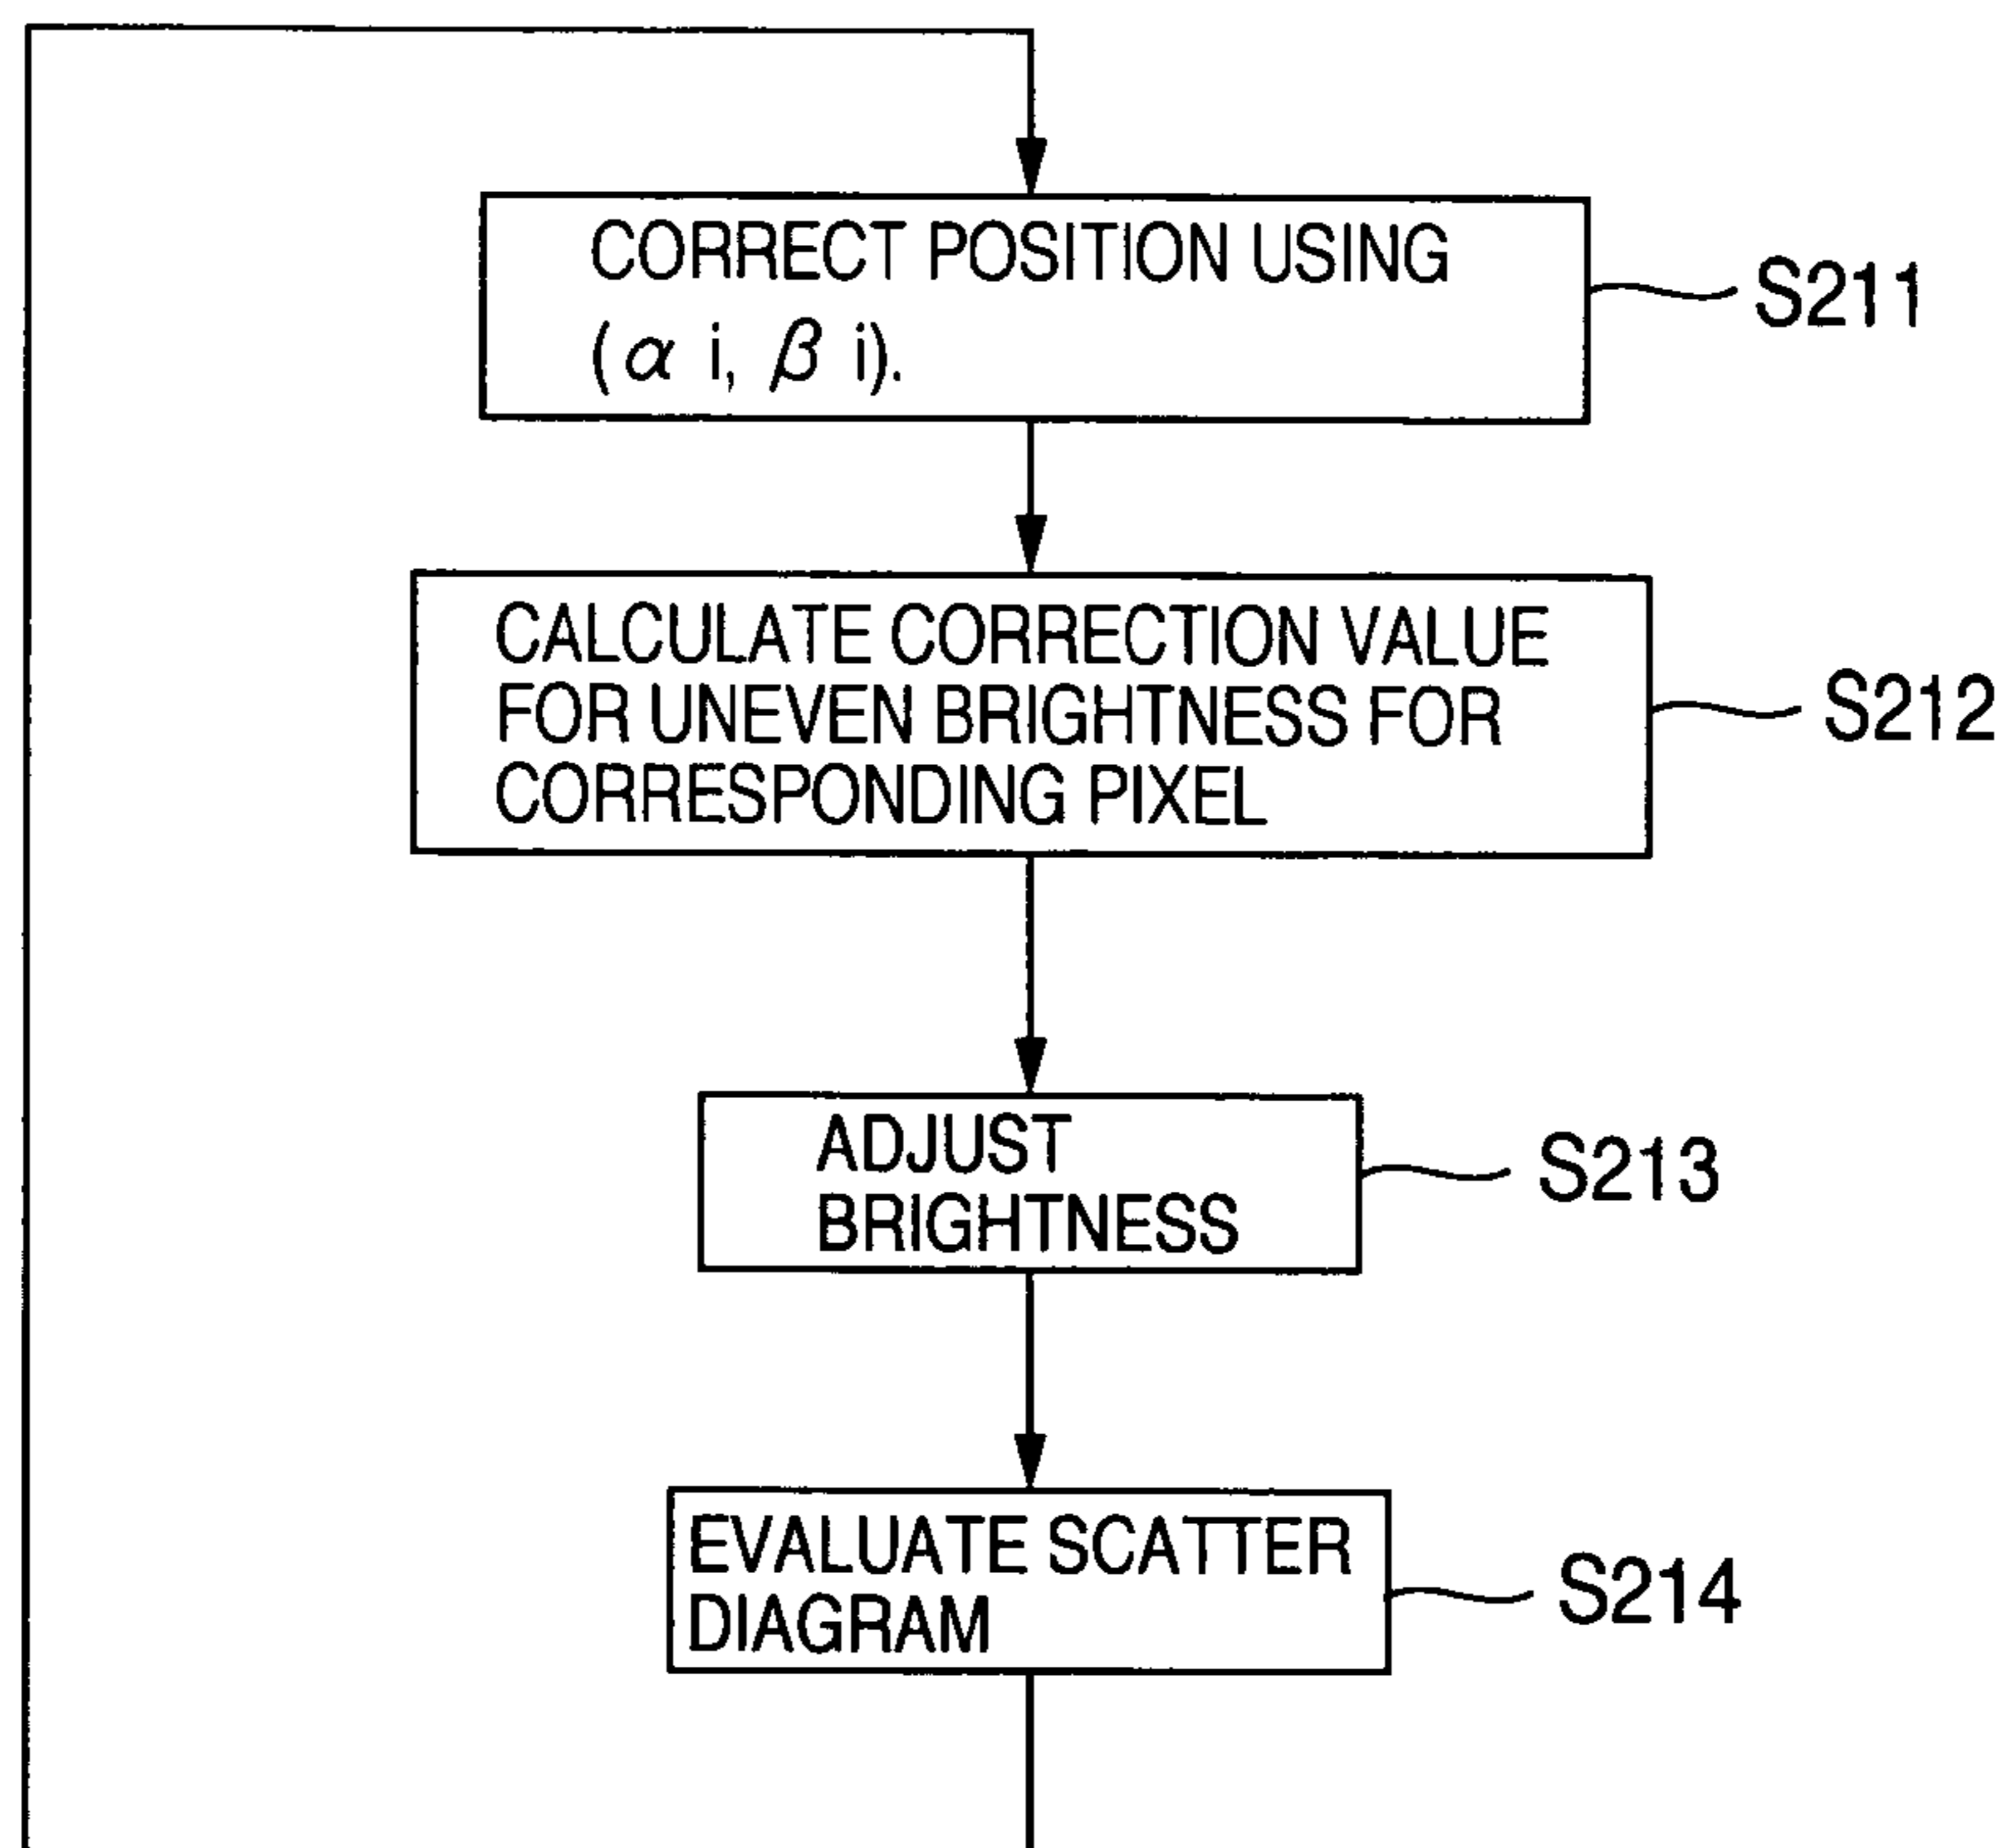 CORRECT POSITION USING
(α i, β i).
S211
CALCULATE CORRECTION VALUE
FOR UNEVEN BRIGHTNESS FOR
CORRESPONDING PIXEL
S212
ADJUST
BRIGHTNESS
S213
EVALUATE SCATTER
DIAGRAM
S214